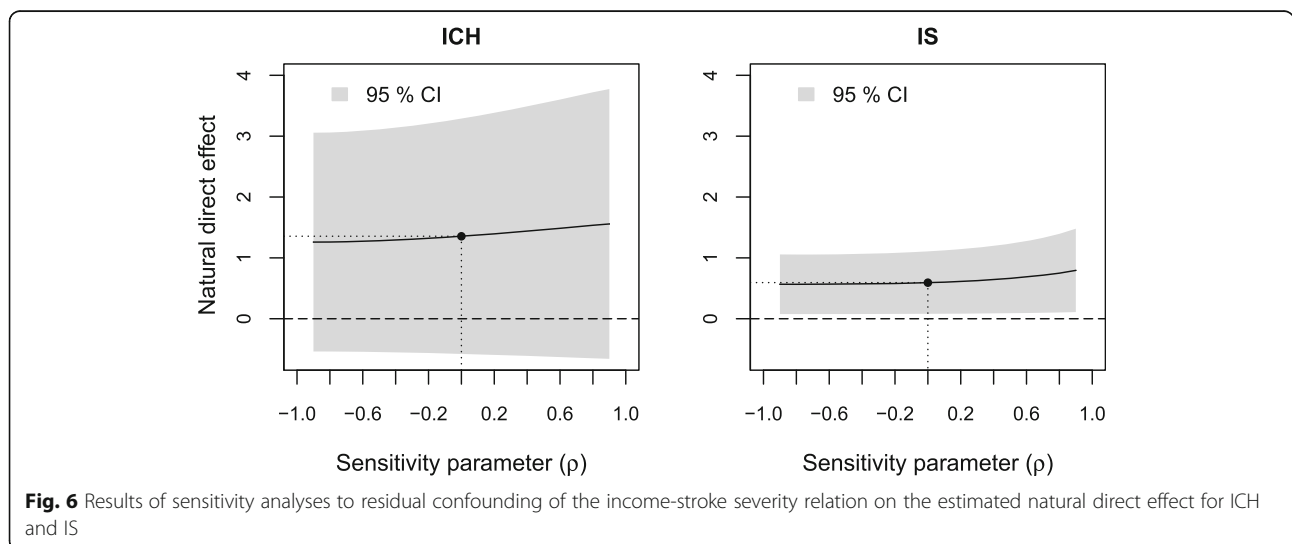 ICH
IS
Natural direct effect
4
3
2
1
0
95 % CI
−1.0 −0.6 −0.2 0.2 0.6 1.0
Sensitivity parameter (ρ)
4
3
2
1
0
95 % CI
−1.0 −0.6 −0.2 0.2 0.6 1.0
Sensitivity parameter (ρ)
Fig. 6 Results of sensitivity analyses to residual confounding of the income-stroke severity relation on the estimated natural direct effect for ICH
and IS